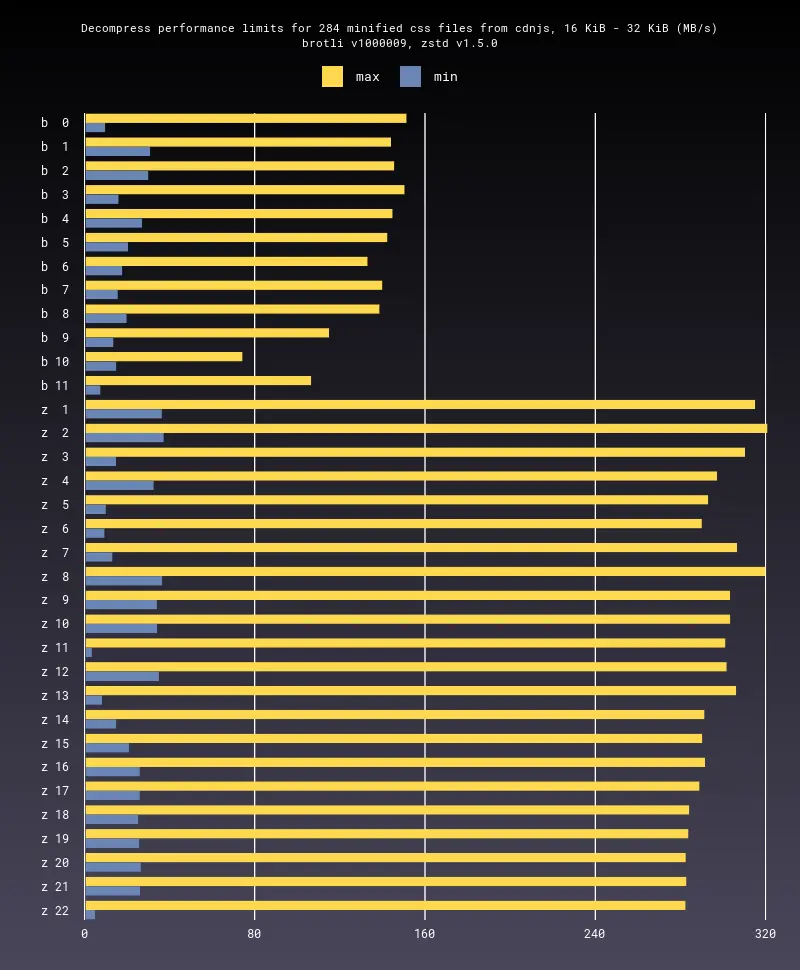 Decompress performance limits for 284 minified css files from cdnjs, 16 KiB - 32 KiB (MB/s)
brotli v1000009, zstd v1.5.0
max min
b 0
b 1
b 2
b 3
b 4
b 5
b 6
b 7
b 8
b 9
b 10
b 11
z 1
z 2
z 3
z 4
z 5
z 6
z 7
z 8
z 9
z 10
z 11
z 12
z 13
z 14
z 15
z 16
z 17
z 18
z 19
z 20
z 21
z 22
0 80 160 240 320